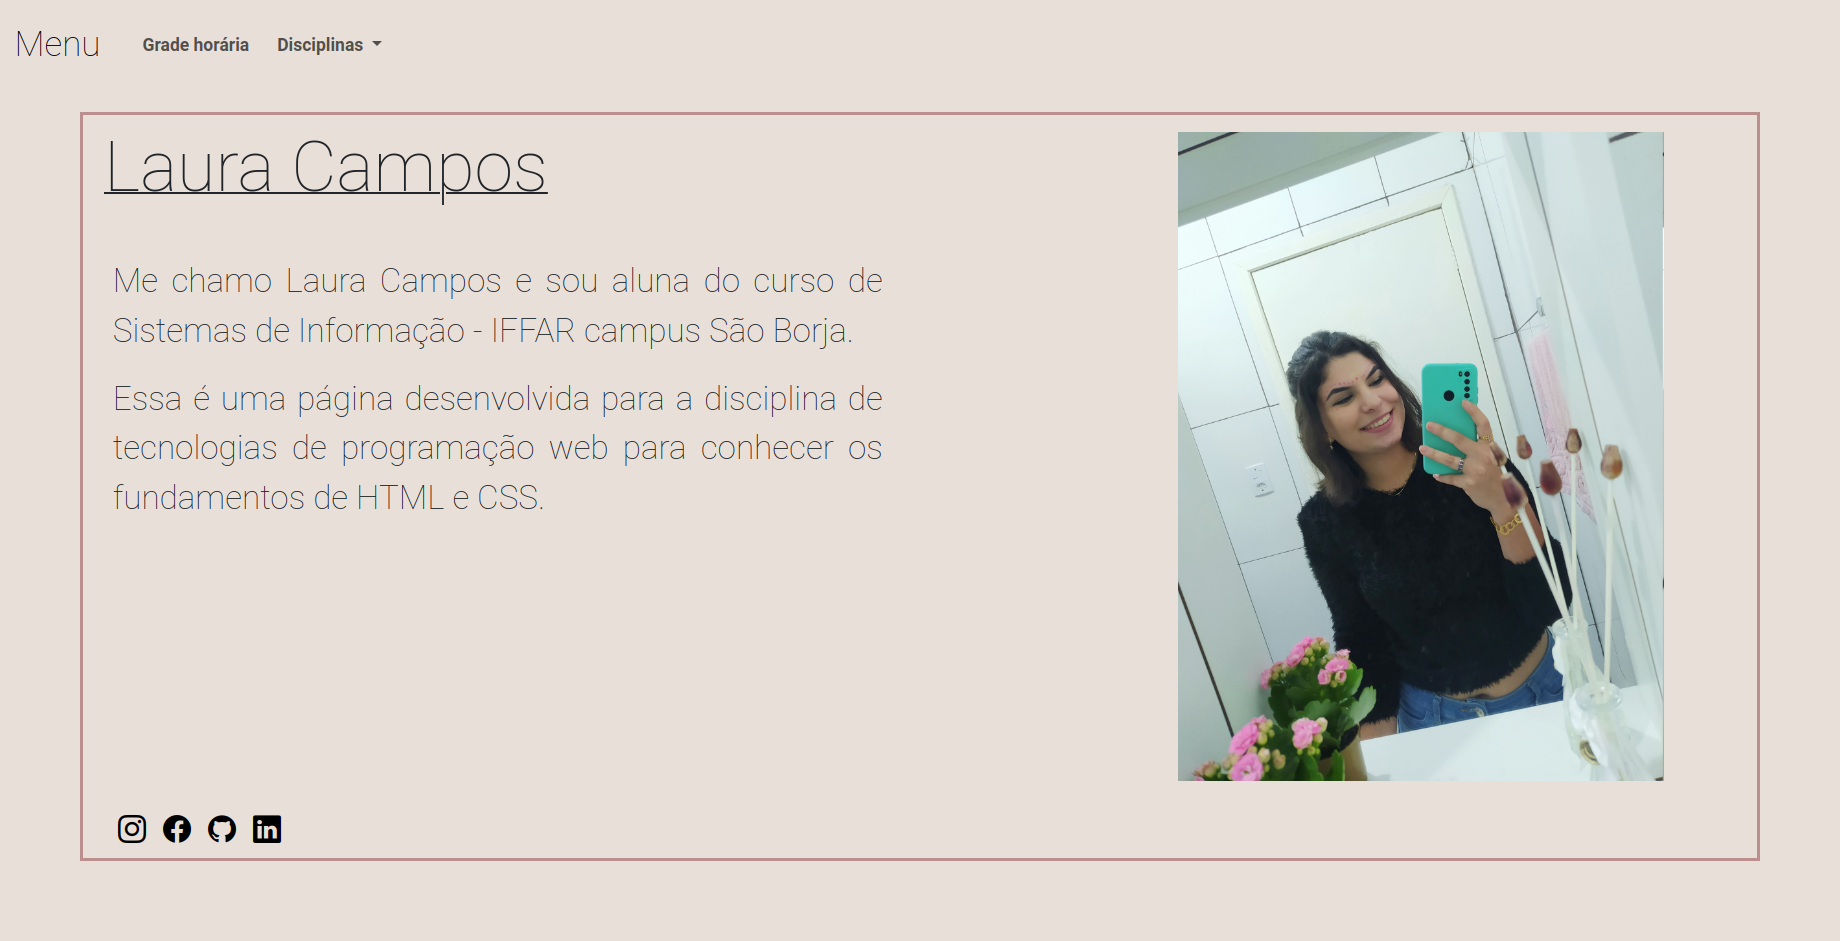 Menu
Grade horária
Disciplinas
Laura Campos
Me chamo Laura Campos e sou aluna do curso de
Sistemas de Informação - IFFAR campus São Borja.
Essa é uma página desenvolvida para a disciplina de
tecnologias de programação web para conhecer os
fundamentos de HTML e CSS.